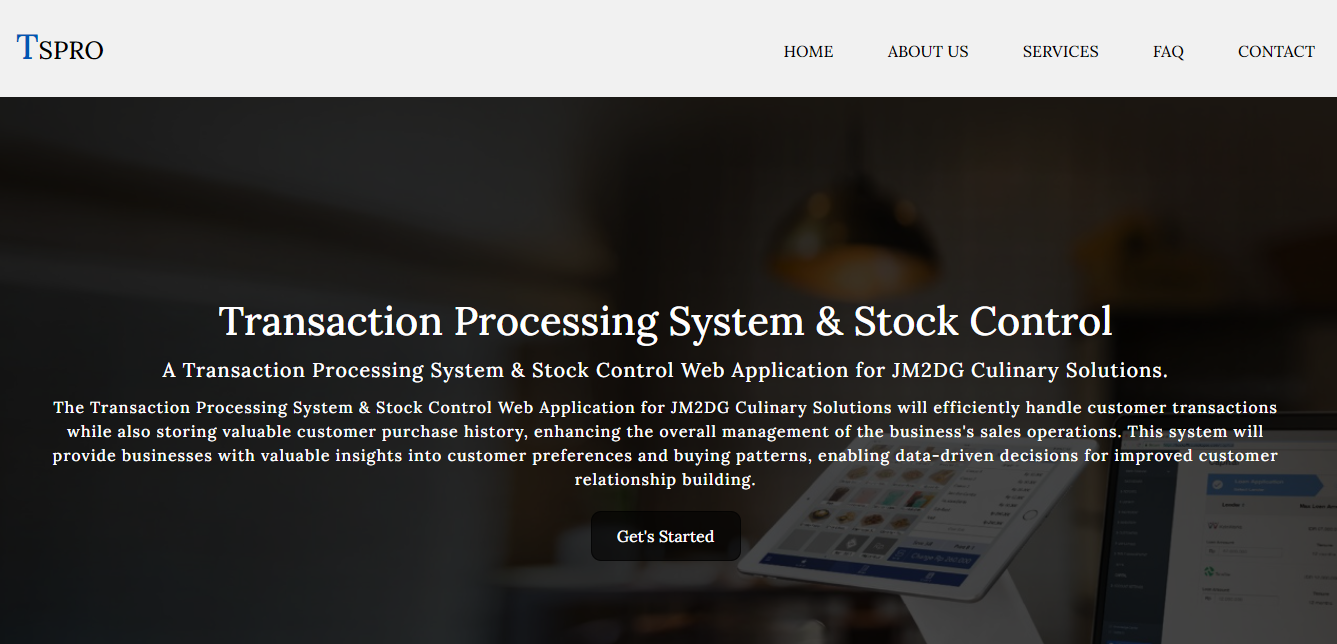 TSPRO
HOME ABOUT US SERVICES FAQ CONTACT
Transaction Processing System & Stock Control
A Transaction Processing System & Stock Control Web Application for JM2DG Culinary Solutions.
The Transaction Processing System & Stock Control Web Application for JM2DG Culinary Solutions will efficiently handle customer transactions
while also storing valuable customer purchase history, enhancing the overall management of the business's sales operations. This system will
provide businesses with valuable insights into customer preferences and buying patterns, enabling data-driven decisions for improved customer
relationship building.
Get's Started
Loan Application
Lender